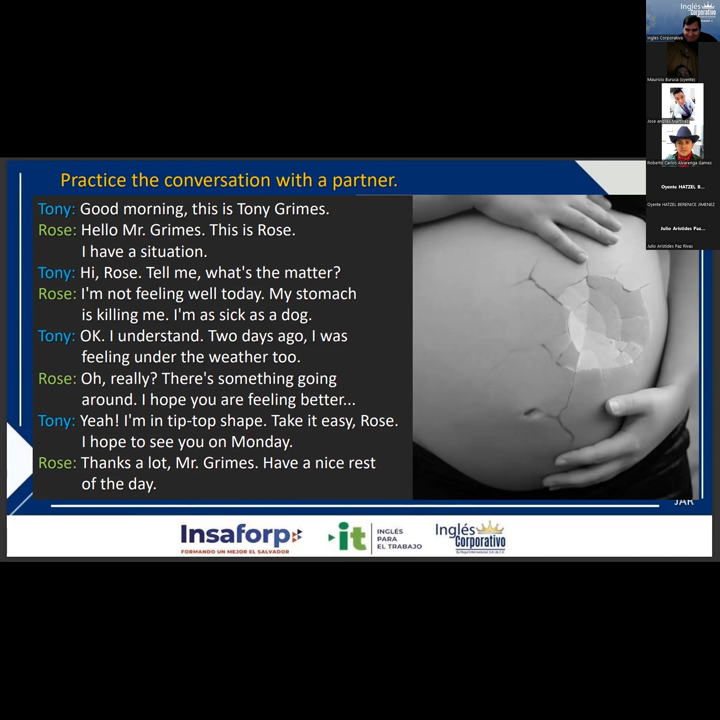 Practice the conversation with a partner.
Tony: Good morning, this is Tony Grimes.
Rose: Hello Mr. Grimes. This is Rose.
I have a situation.
Tony: Hi, Rose. Tell me, what's the matter?
Rose: I'm not feeling well today. My stomach
is killing me. I'm as sick as a dog.
Tony: OK. I understand. Two days ago, I was
feeling under the weather too.
Rose: Oh, really? There's something going
around. I hope you are feeling better...
Tony: Yeah! I'm in tip-top shape. Take it easy, Rose.
I hope to see you on Monday.
Rose: Thanks a lot, Mr. Grimes. Have a nice rest
of the day.
JAR
Insaforp
FORMANDO UN MEJOR EL SALVADOR
it
INGLÉS
PARA
EL TRABAJO
Inglés
Corporativo
Inglés
Corporativo
Ingles Corporativo
Mauricio Buruca (oyente)
Jose andres Martinez
Roberto Carlos Alvarenga Gamez
Oyente HATZEL B...
Oyente HATZEL BERENICE JIMENEZ
Julio Aristides Paz...
Julio Aristides Paz Rivas